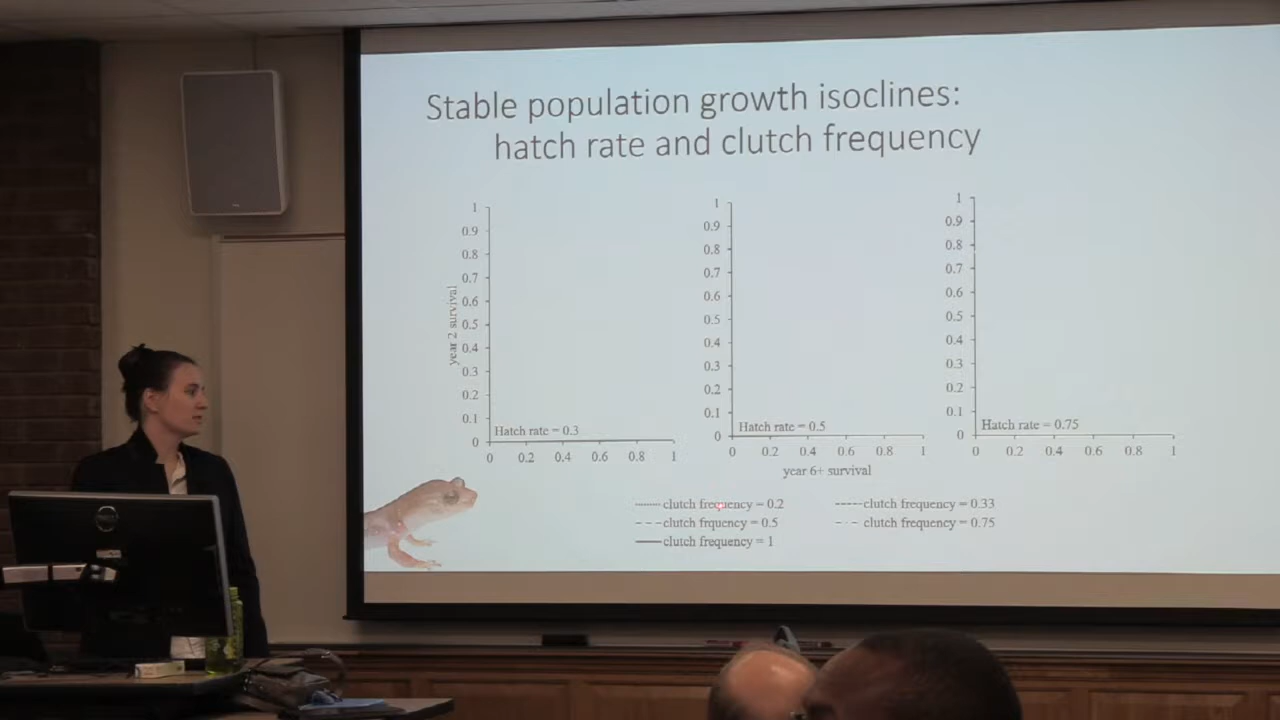 Stable population growth isoclines:
hatch rate and clutch frequency
year 2 survival
1
0.9
0.8
0.7
0.6
0.5
0.4
0.3
0.2
0.1
0
Hatch rate = 0.3
0 0.2 0.4 0.6 0.8 1
1
0.9
0.8
0.7
0.6
0.5
0.4
0.3
0.2
0.1
0
Hatch rate = 0.5
0 0.2 0.4 0.6 0.8 1
year 6+ survival
1
0.9
0.8
0.7
0.6
0.5
0.4
0.3
0.2
0.1
0
Hatch rate = 0.75
0 0.2 0.4 0.6 0.8 1
clutch frequency = 0.2
clutch frequency = 0.33
clutch frquency = 0.5
clutch frequency = 0.75
clutch frequency = 1
DELL